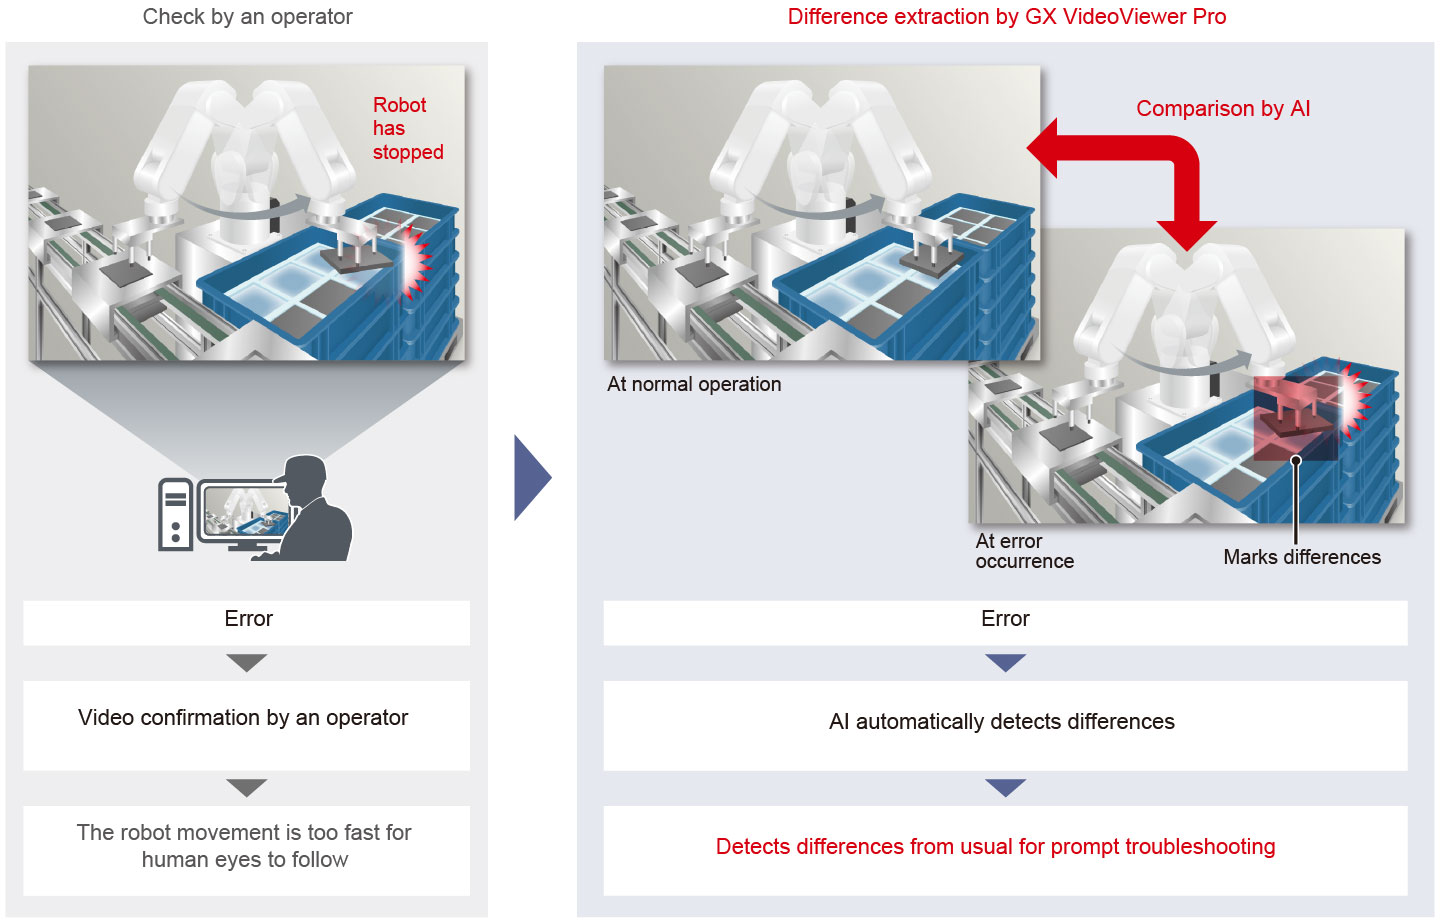 Check by an operator
Robot
has
stopped
Error
Video confirmation by an operator
The robot movement is too fast for
human eyes to follow
Difference extraction by GX VideoViewer Pro
Comparison by AI
At normal operation
At error
occurrence
Marks differences
Error
AI automatically detects differences
Detects differences from usual for prompt troubleshooting